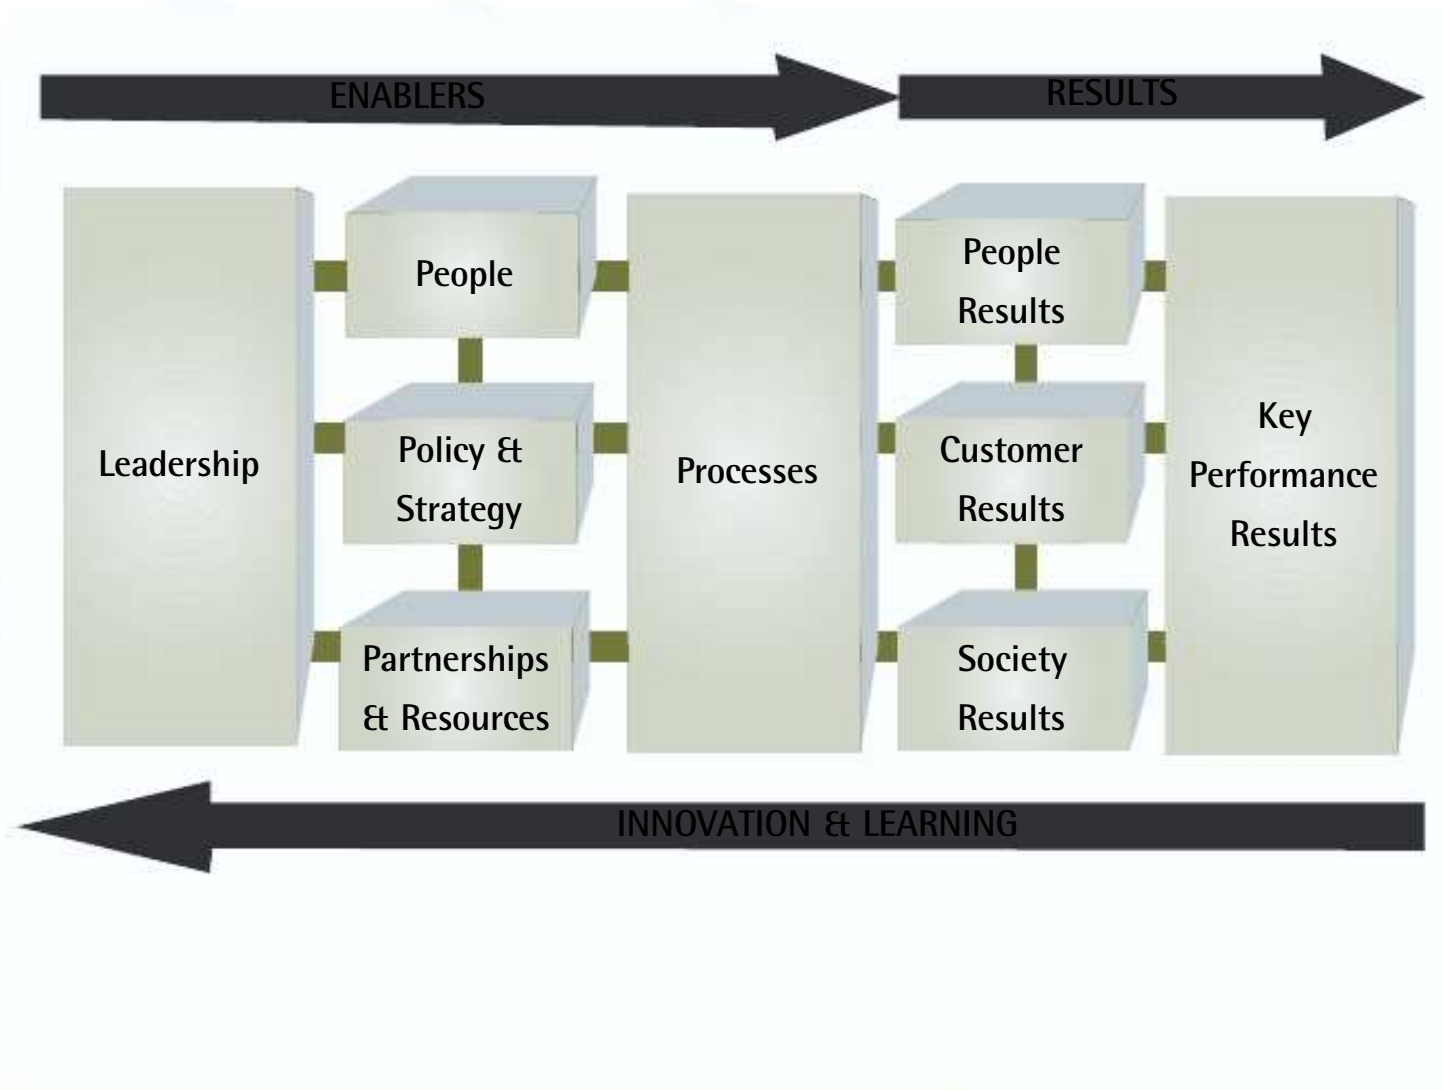 ENABLERS
RESULTS
Leadership
People
Policy &
Strategy
Partnerships
& Resources
Processes
People
Results
Customer
Results
Society
Results
Key
Performance
Results
INNOVATION & LEARNING